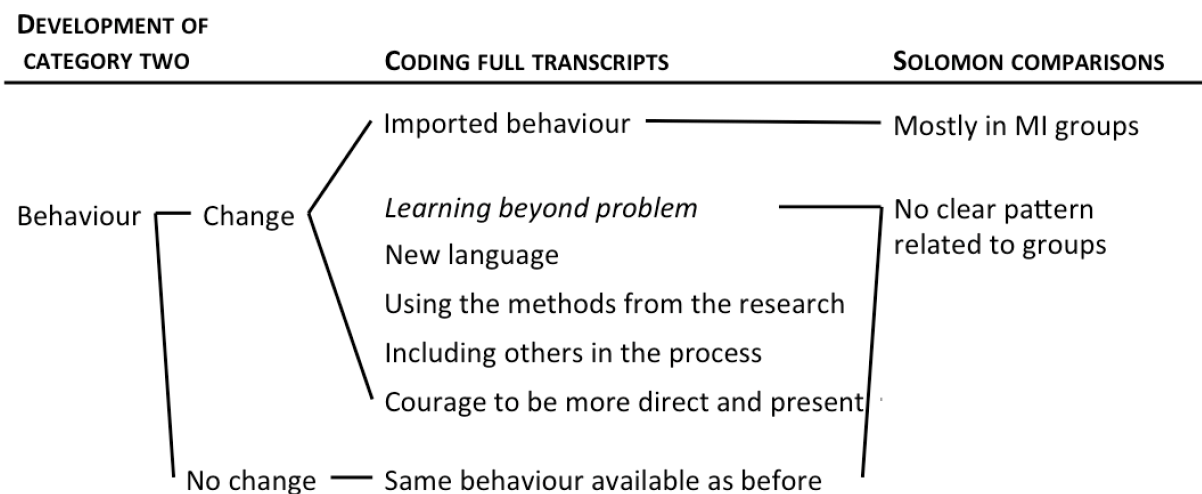 DEVELOPMENT OF
CATEGORY TWO
CODING FULL TRANSCRIPTS
SOLOMON COMPARISONS
Imported behaviour
Mostly in MI groups
Behaviour
Change
Learning beyond problem
No clear pattern
related to groups
New language
Using the methods from the research
Including others in the process
Courage to be more direct and present
No change
Same behaviour available as before